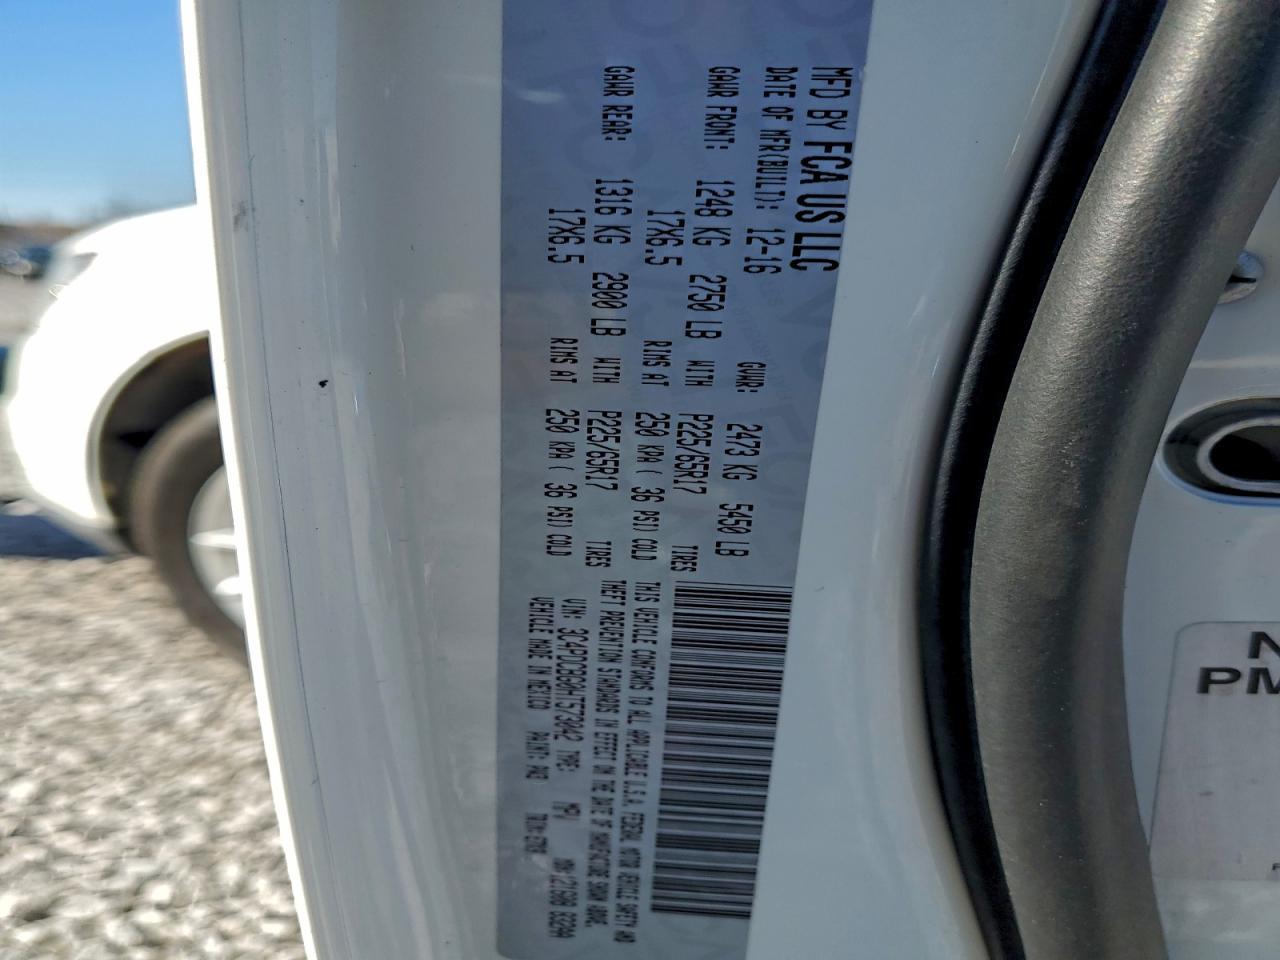 MFD BY FCA US LLC
DATE OF MFR(BUILT): 12-16 GVWR: 2473 KG 5450 LB
GAWR FRONT: 1248 KG 2750 LB WITH P225/65R17 TIRES
17X6.5 RIMS AT 250 KPA ( 36 PSI) COLD
GAWR REAR: 1316 KG 2900 LB WITH P225/65R17 TIRES
17X6.5 RIMS AT 250 KPA ( 36 PSI) COLD
THIS VEHICLE CONFORMS TO ALL APPLICABLE U.S.A. FEDERAL MOTOR VEHICLE SAFETY AND
THEFT PREVENTION STANDARDS IN EFFECT ON THE DATE OF MANUFACTURE SHOWN ABOVE.
VIN: TYPE: MPV
VEHICLE MADE IN MEXICO PAINT: PW3
N
PM